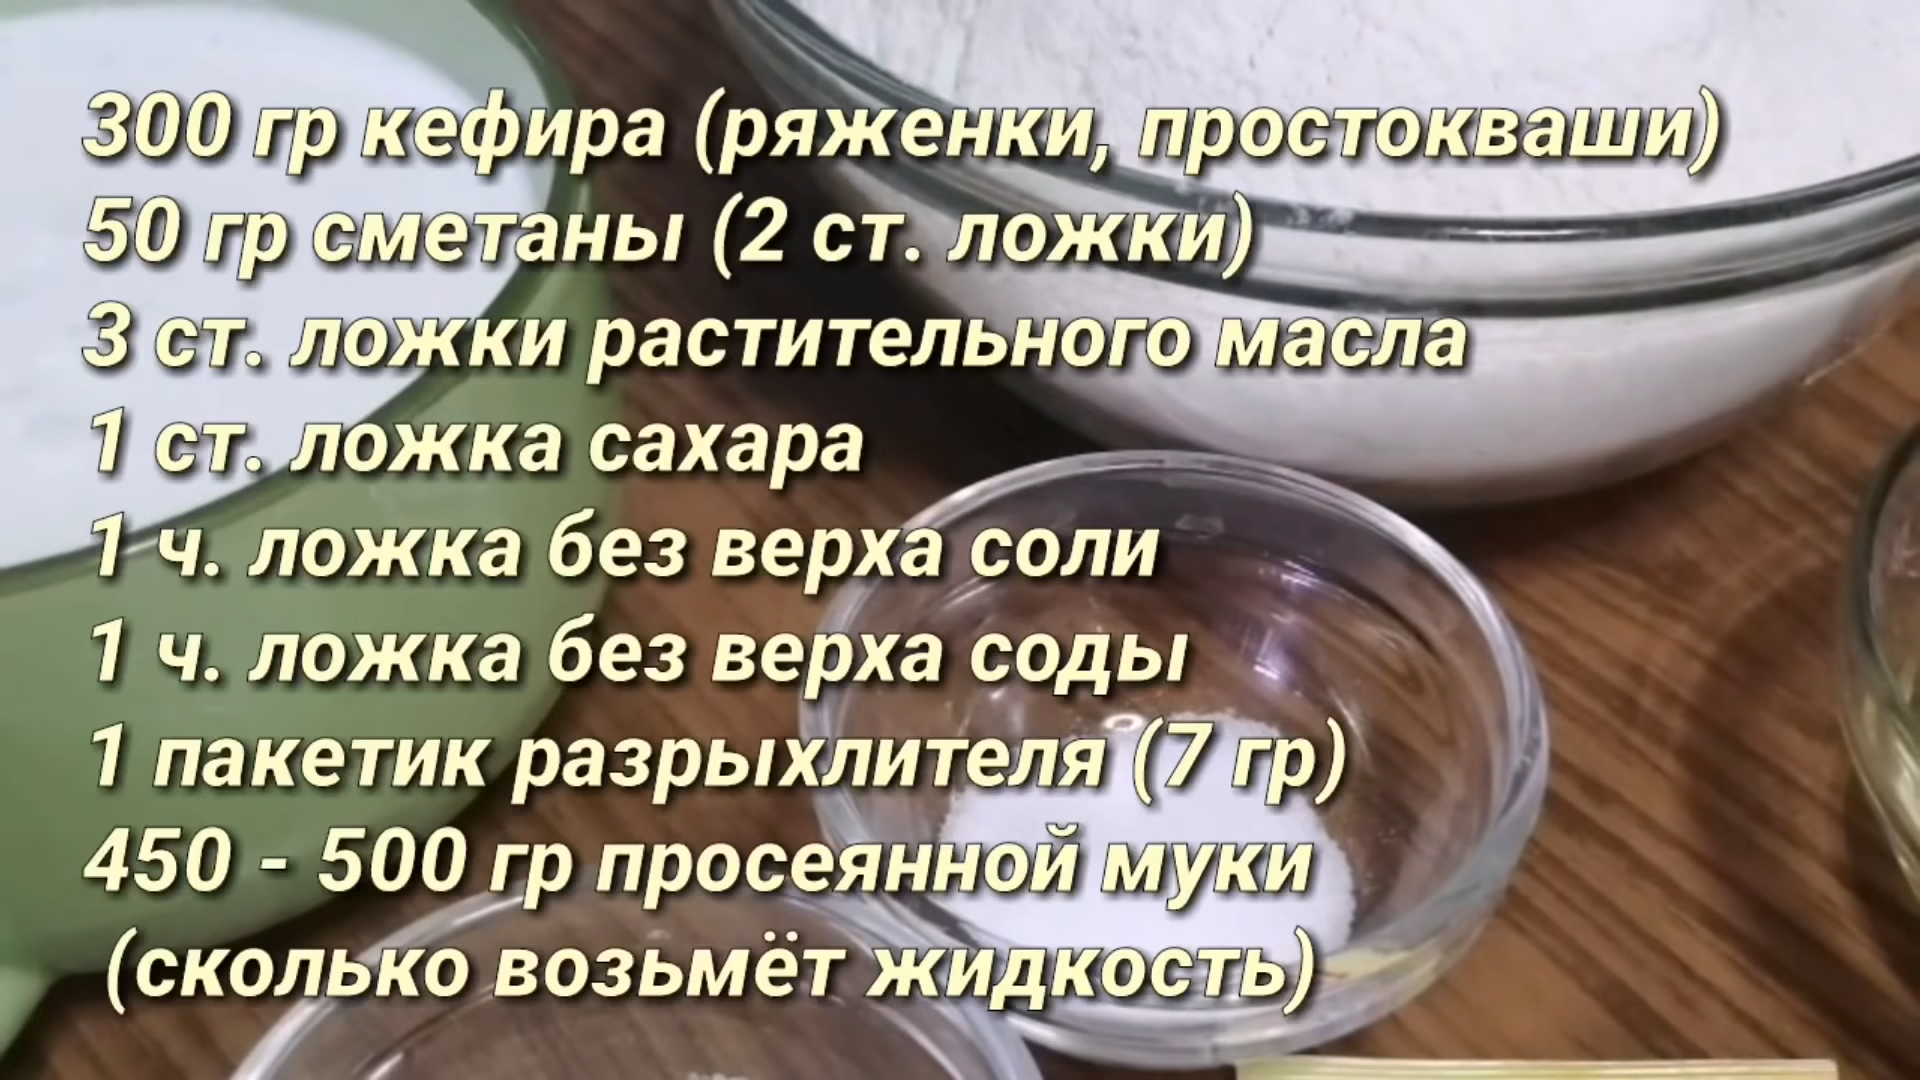 300 гр кефира (ряженки, простокваши)
50 гр сметаны (2 ст. ложки)
3 ст. ложки растительного масла
1 ст. ложка сахара
1 ч. ложка без верха соли
1 ч. ложка без верха соды
1 пакетик разрыхлителя (7 гр)
450 - 500 гр просеянной муки
(сколько возьмёт жидкость)